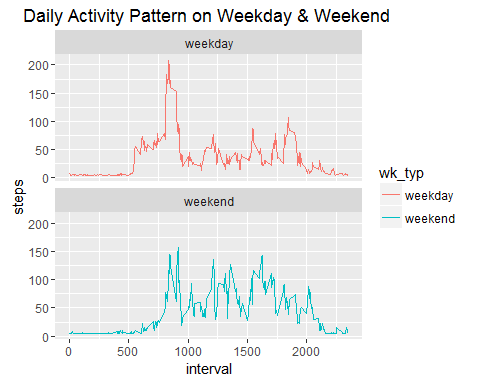 Daily Activity Pattern on Weekday & Weekend
weekday
200
150
100
50
0
weekend
200
150
100
50
0
steps
0 500 1000 1500 2000
interval
wk_typ
weekday
weekend